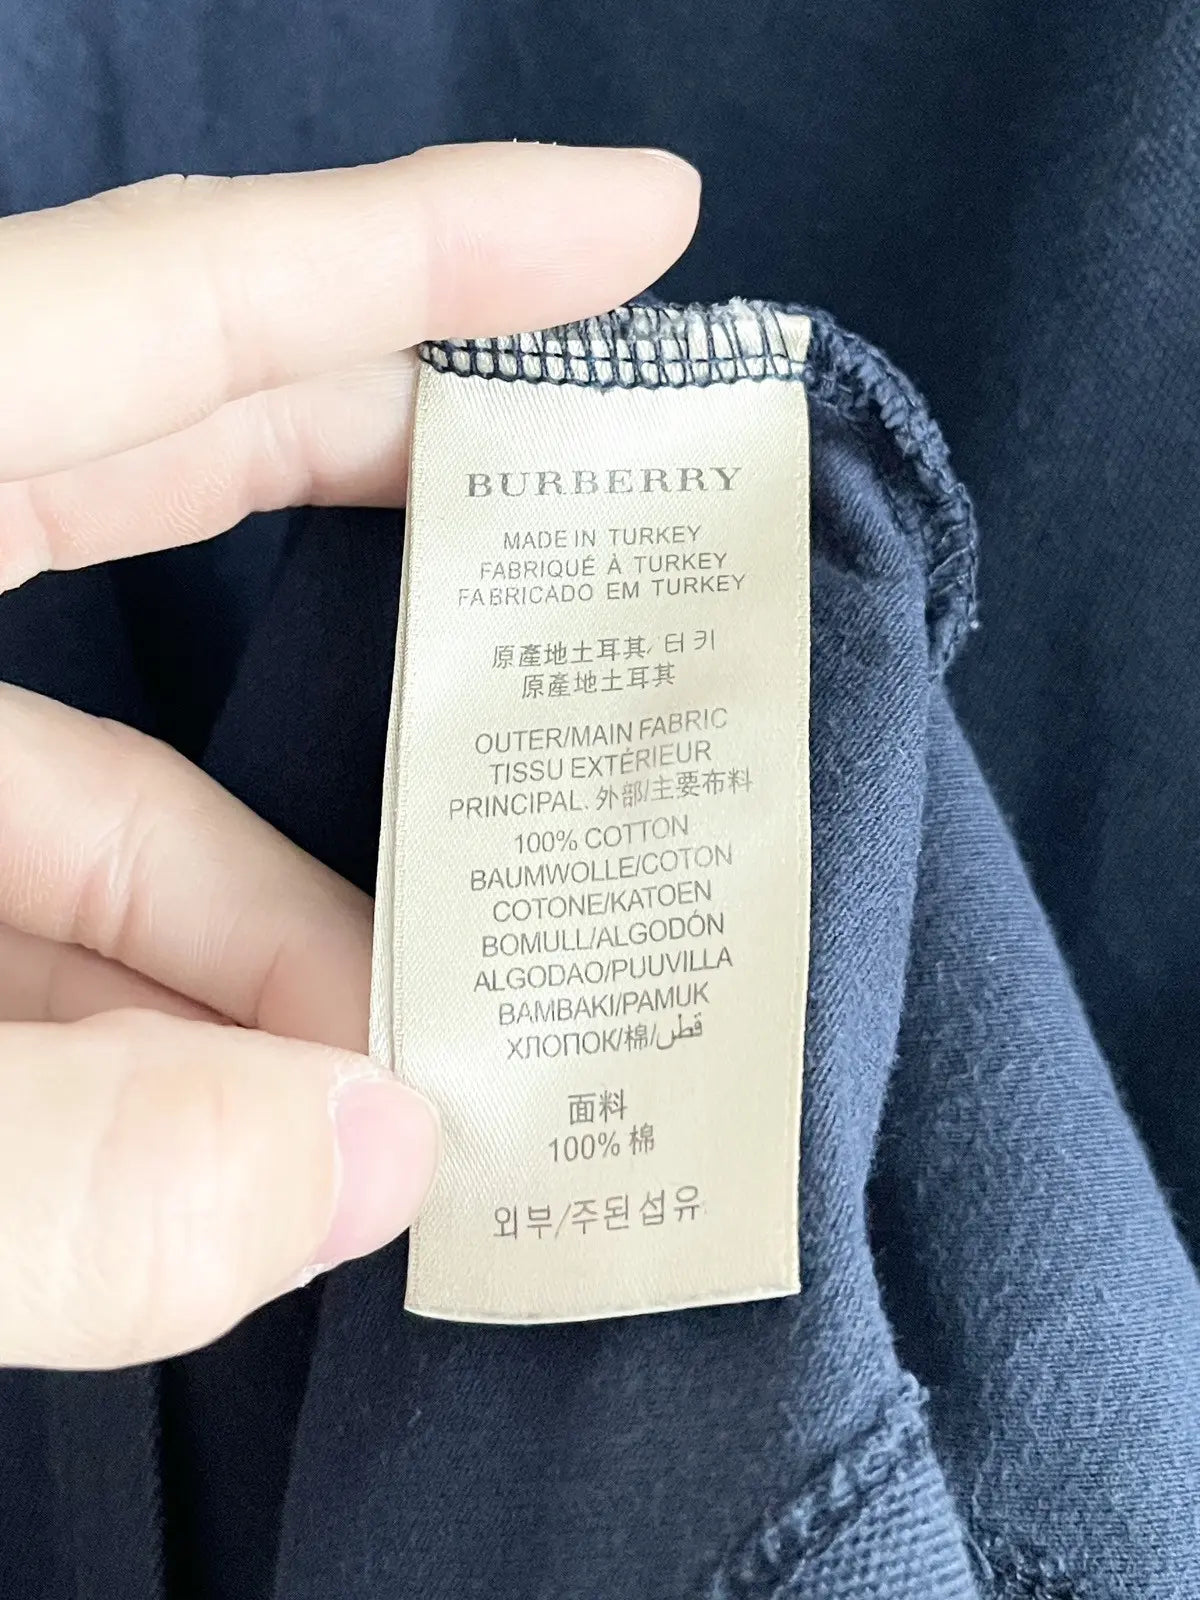 BURBERRY
MADE IN TURKEY
FABRIQUÉ À TURKEY
FABRICADO EM TURKEY
原產地土耳其/터키
原產地土耳其
OUTER/MAIN FABRIC
TISSU EXTÉRIEUR
PRINCIPAL. 外部/主要布料
100% COTTON
BAUMWOLLE/COTON
COTONE/KATOEN
BOMULL/ALGODÓN
ALGODAO/PUUVILLA
BAMBAKI/PAMUK
ХЛОПОК/棉/قطن
面料
100% 棉
외부/주된섬유